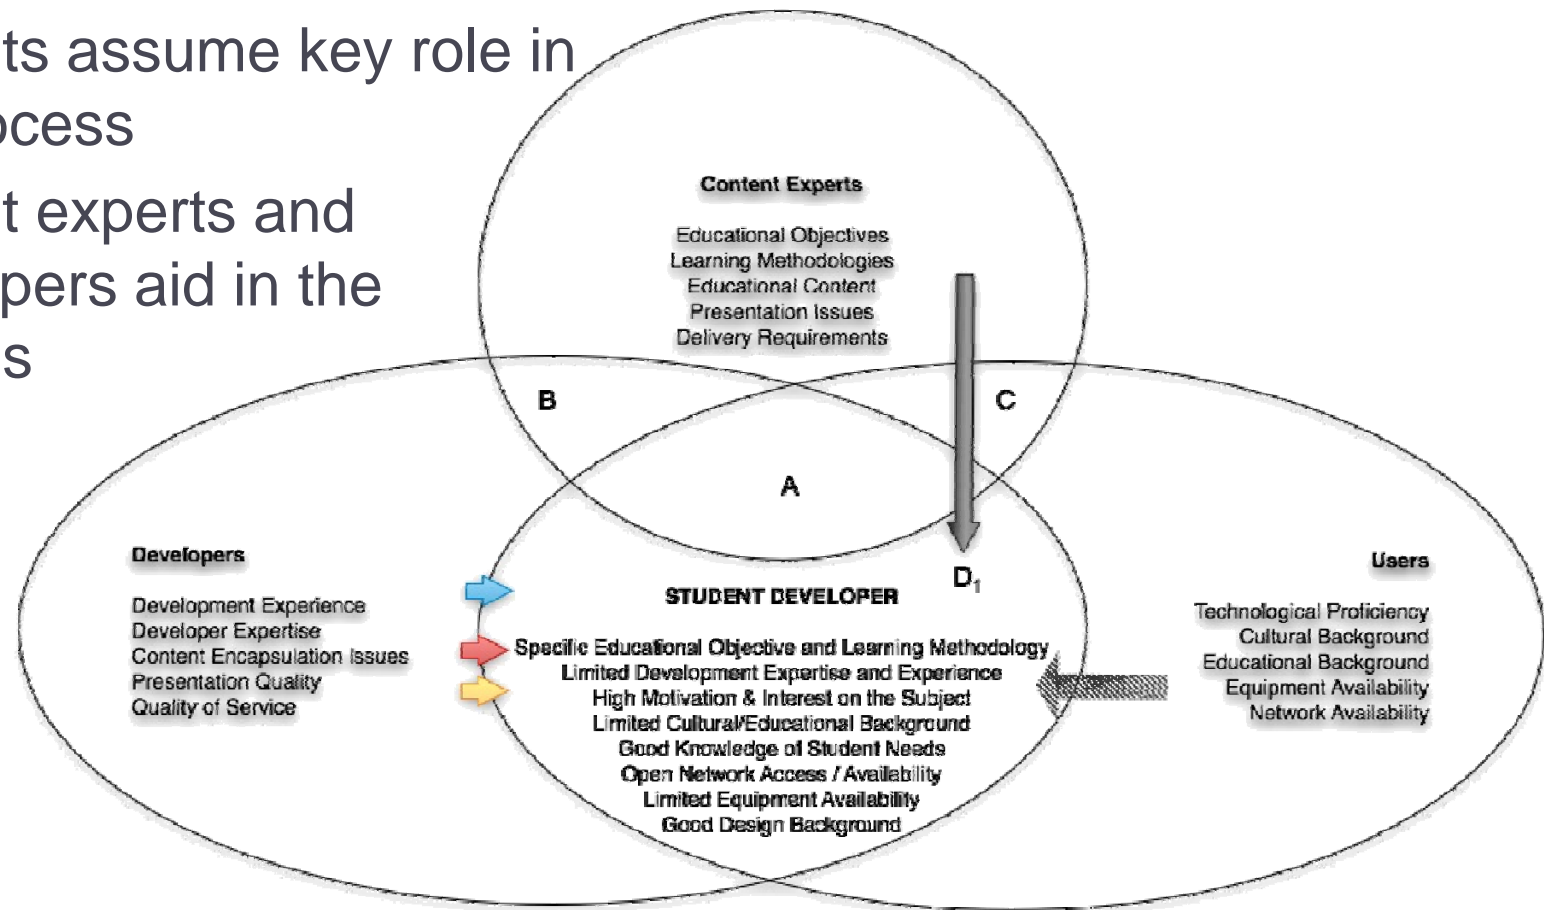 ts assume key role in
ocess
t experts and
pers aid in the
s
Content Experts
Educational Objectives
Learning Methodologies
Educational Content
Presentation Issues
Delivery Requirements
B
C
A
D1
Developers
Development Experience
Developer Expertise
Content Encapsulation Issues
Presentation Quality
Quality of Service
STUDENT DEVELOPER
Specific Educational Objective and Learning Methodology
Limited Development Expertise and Experience
High Motivation & Interest on the Subject
Limited Cultural/Educational Background
Good Knowledge of Student Needs
Open Network Access / Availability
Limited Equipment Availability
Good Design Background
Users
Technological Proficiency
Cultural Background
Educational Background
Equipment Availability
Network Availability